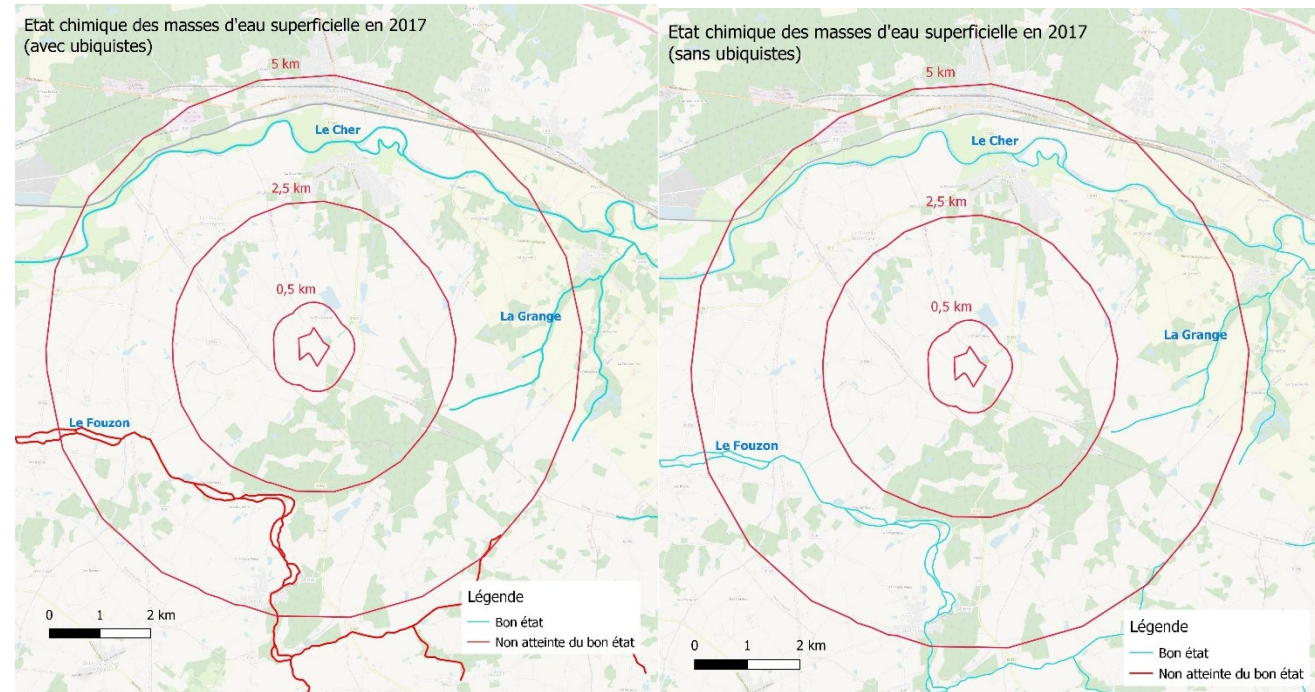 Etat chimique des masses d'eau superficielle en 2017
(avec ubiquistes)
5 km
Le Cher
2,5 km
0,5 km
La Grange
Le Fouzon
0 1 2 km
Légende
Bon état
Non atteinte du bon état
Etat chimique des masses d'eau superficielle en 2017
(sans ubiquistes)
5 km
Le Cher
2,5 km
0,5 km
La Grange
Le Fouzon
0 1 2 km
Légende
Bon état
Non atteinte du bon état